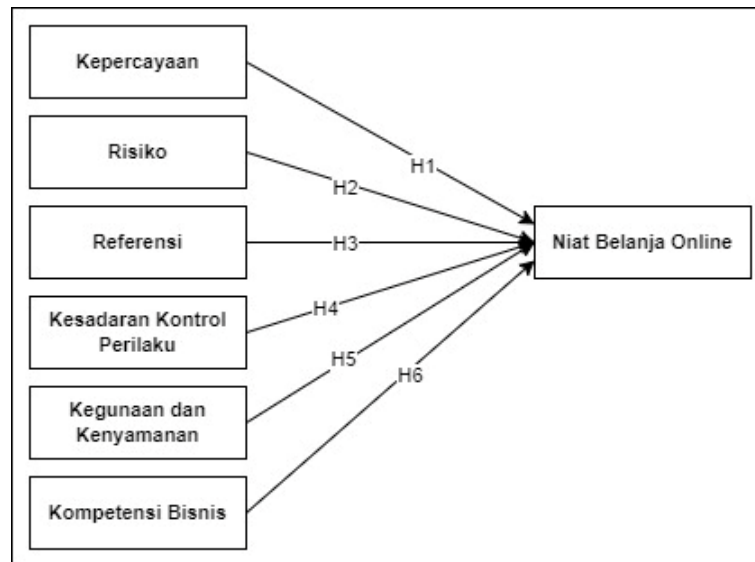 Kepercayaan
H1
Risiko
H2
Referensi
H3
Niat Belanja Online
Kesadaran Kontrol
Perilaku
H4
Kegunaan dan
Kenyamanan
H5
Kompetensi Bisnis
H6